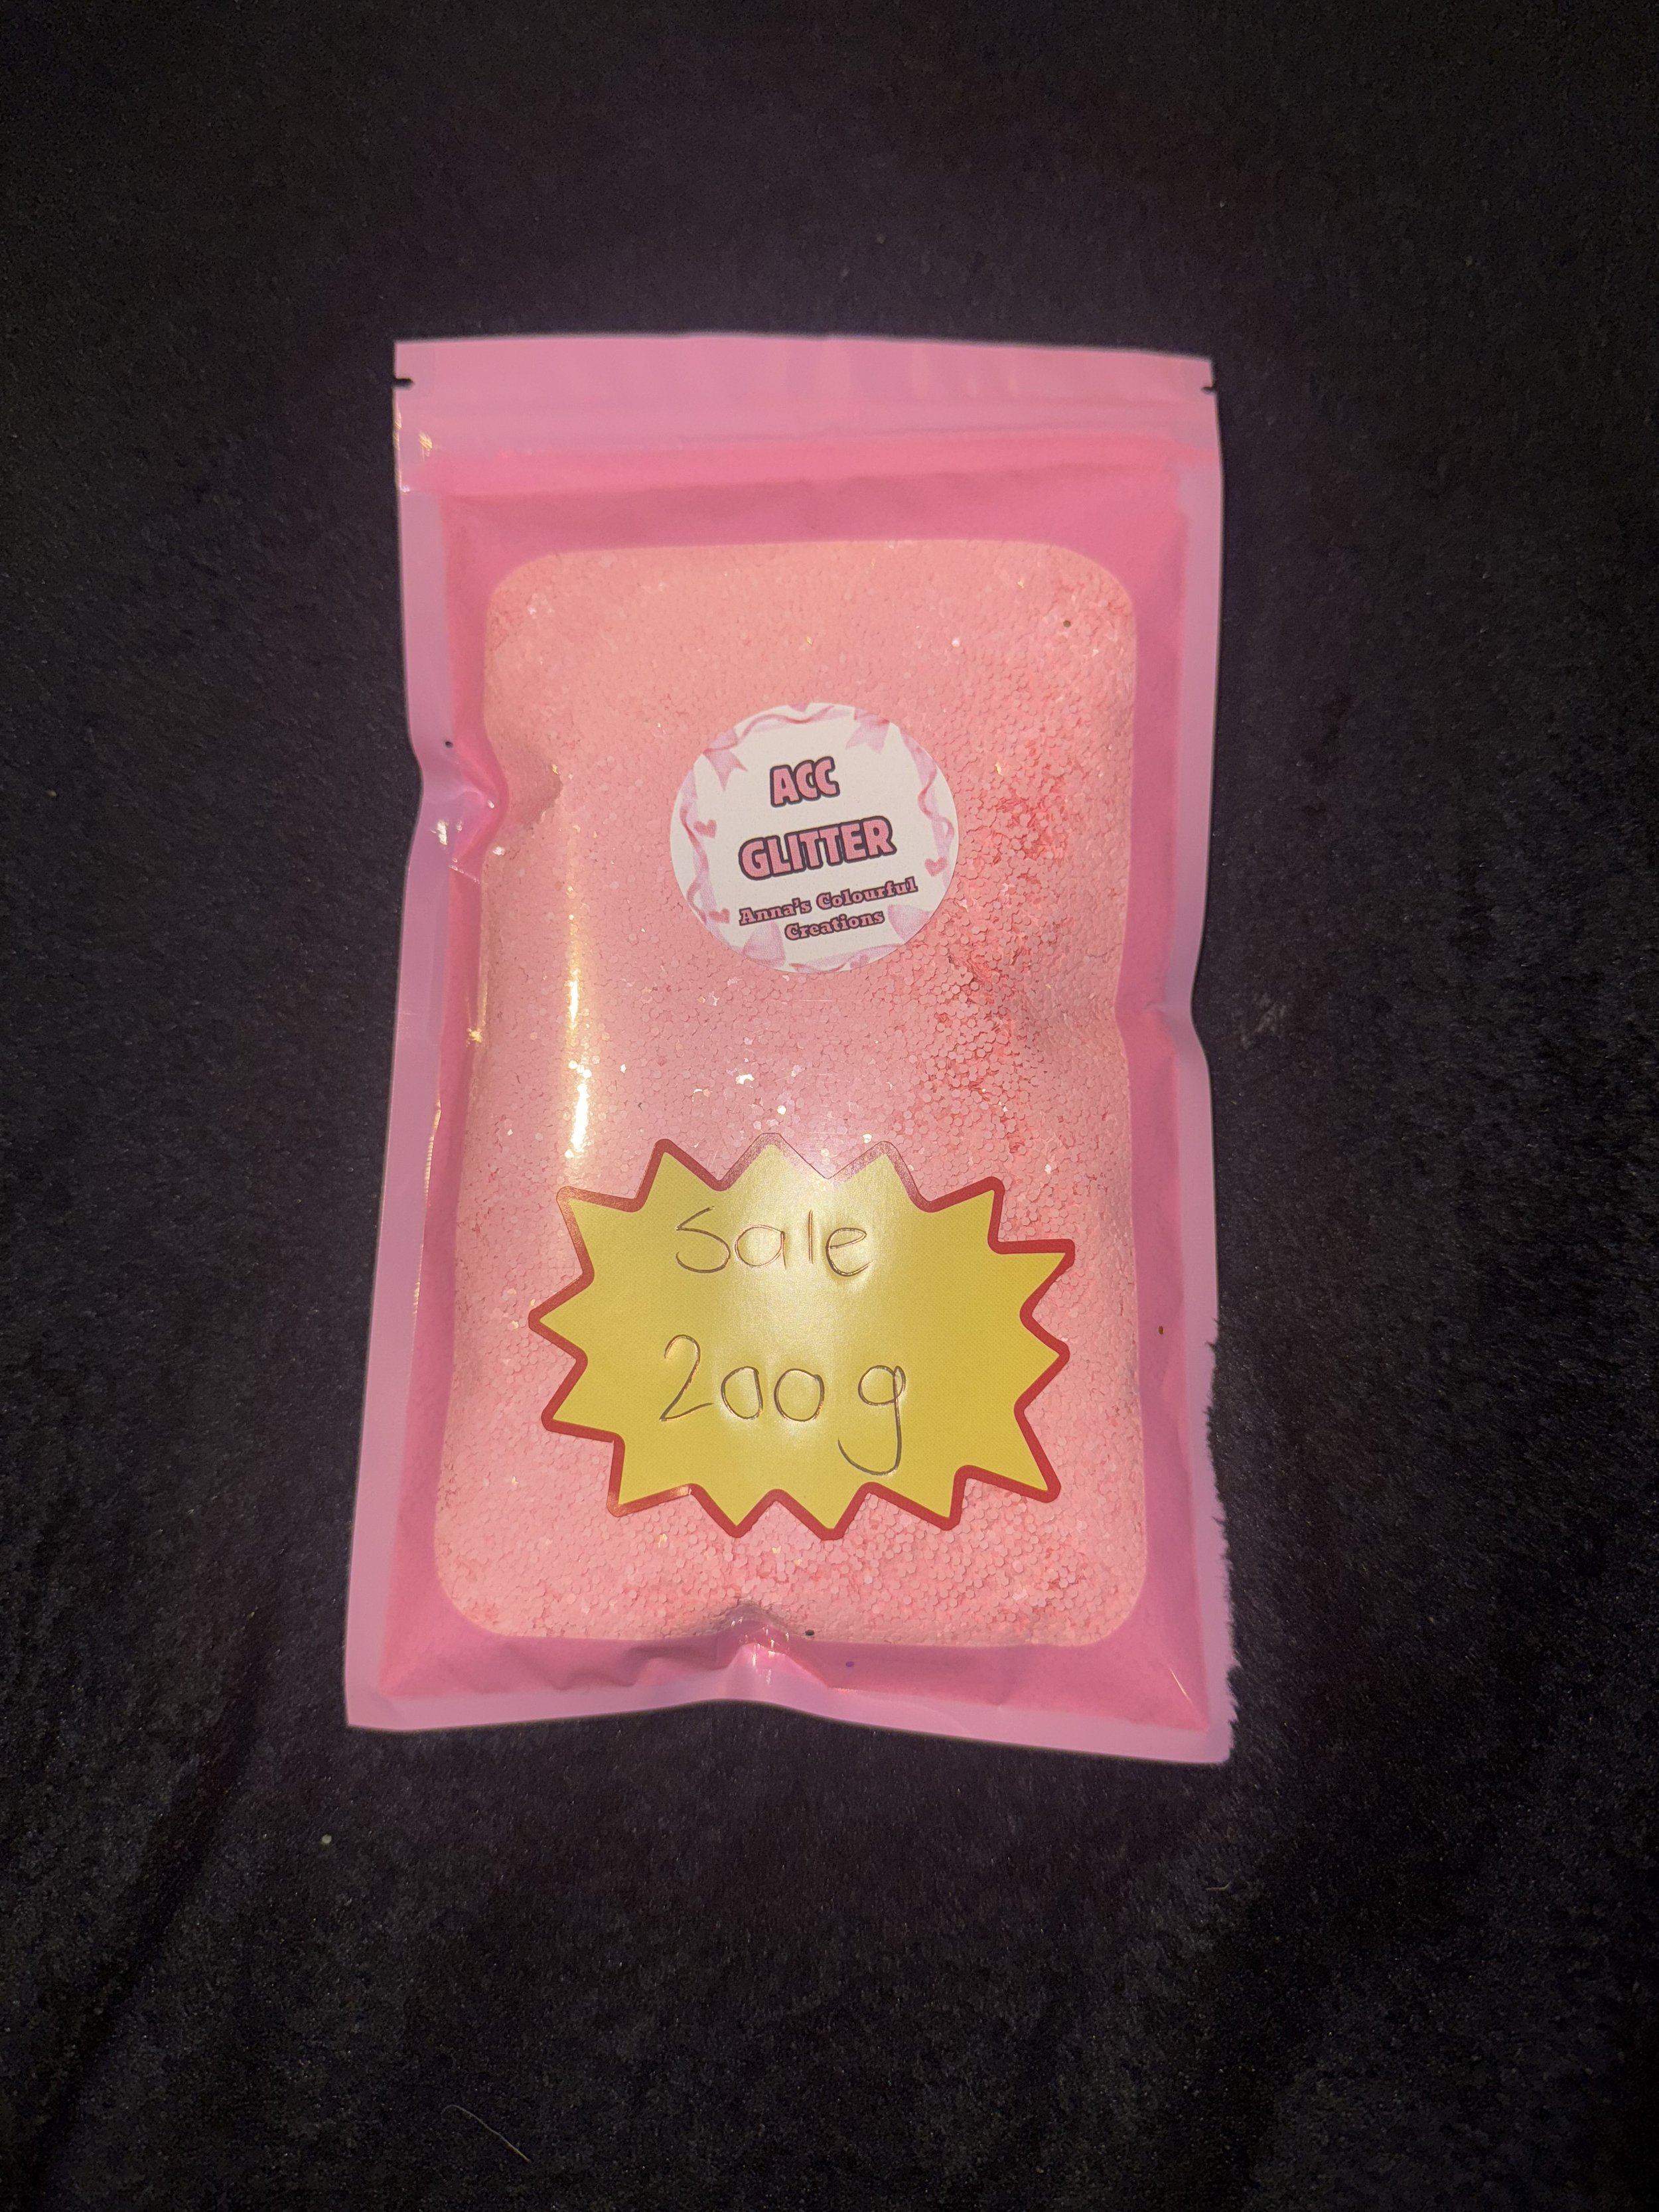 ACC
GLITTER
Anna's Colourful
Creations
Sale
200g